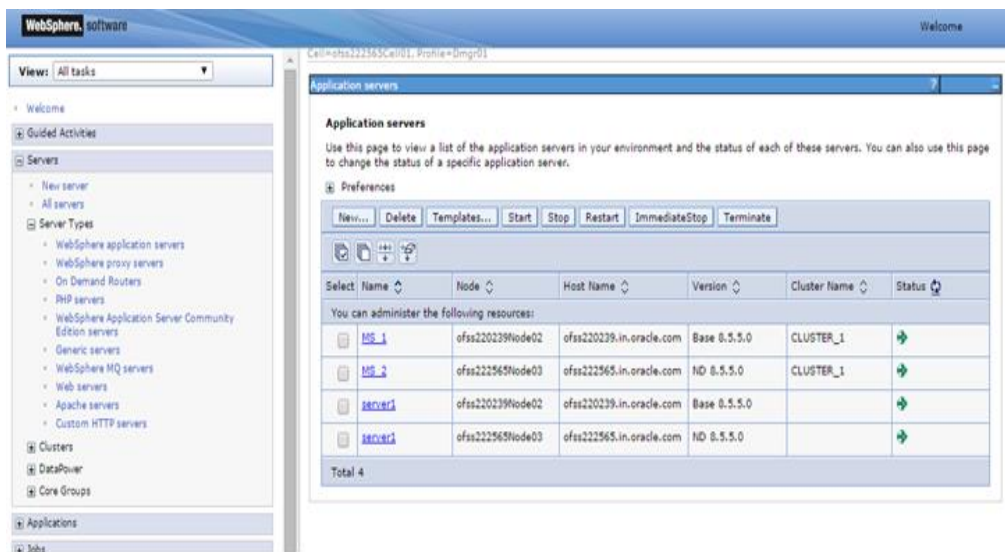 WebSphere. software
Welcome
View: All tasks
Cell=ofss222565Cell01, Profile=Dmgr01
Welcome
Guided Activities
Servers
New server
All servers
Server Types
WebSphere application servers
WebSphere proxy servers
On Demand Routers
PHP servers
WebSphere Application Server Community
Edition servers
Generic servers
WebSphere MQ servers
Web servers
Apache servers
Custom HTTP servers
Clusters
DataPower
Core Groups
Applications
Jobs
Application servers
?
Application servers
Use this page to view a list of the application servers in your environment and the status of each of these servers. You can also use this page
to change the status of a specific application server.
Preferences
New... Delete Templates... Start Stop Restart ImmediateStop Terminate
Select Name Node Host Name Version Cluster Name Status
You can administer the following resources:
MS_1 ofss220239Node02 ofss220239.in.oracle.com Base 8.5.5.0 CLUSTER_1
MS_2 ofss222565Node03 ofss222565.in.oracle.com ND 8.5.5.0 CLUSTER_1
server1 ofss220239Node02 ofss220239.in.oracle.com Base 8.5.5.0
server1 ofss222565Node03 ofss222565.in.oracle.com ND 8.5.5.0
Total 4